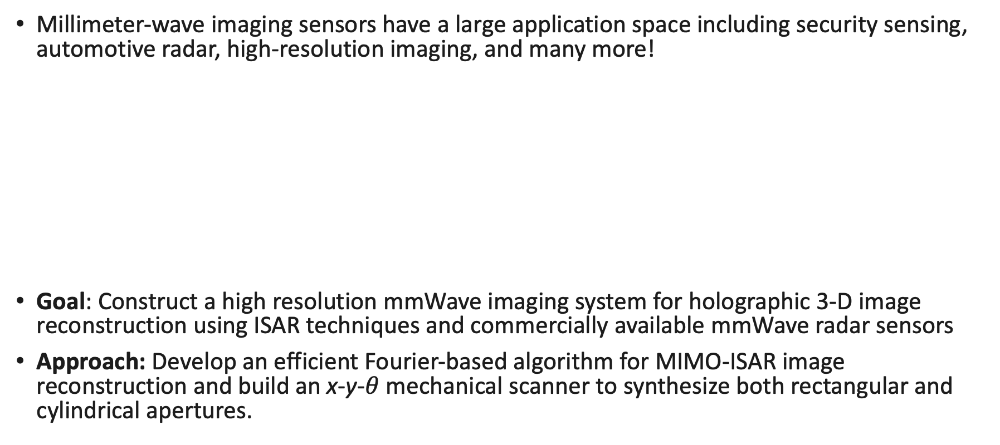 • Millimeter-wave imaging sensors have a large application space including security sensing,
automotive radar, high-resolution imaging, and many more!
• Goal: Construct a high resolution mmWave imaging system for holographic 3-D image
reconstruction using ISAR techniques and commercially available mmWave radar sensors
• Approach: Develop an efficient Fourier-based algorithm for MIMO-ISAR image
reconstruction and build an x-y-θ mechanical scanner to synthesize both rectangular and
cylindrical apertures.